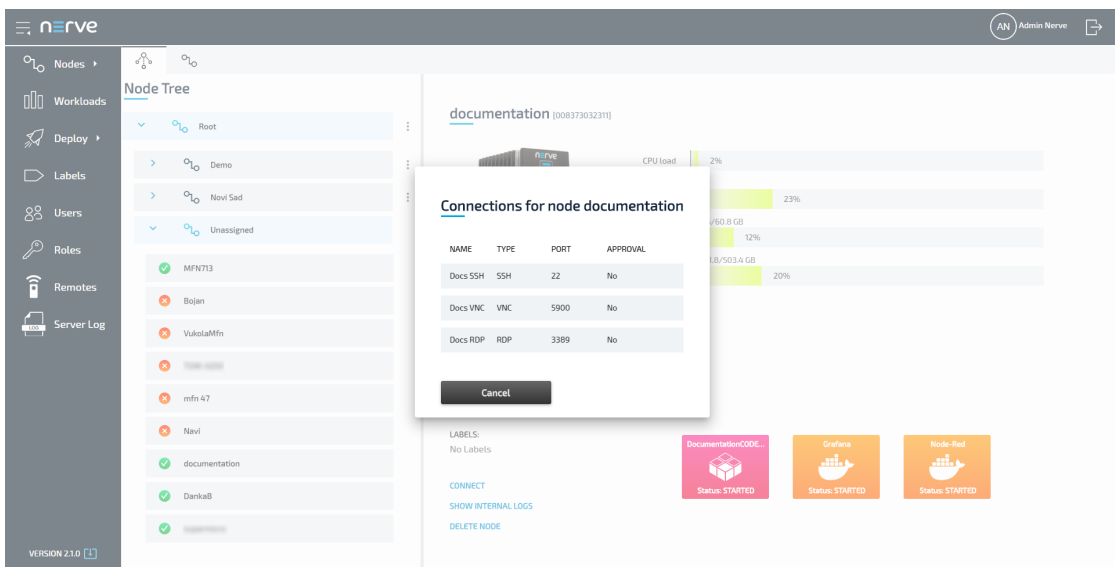 nerve
AN Admin Nerve
Nodes
Workloads
Deploy
Labels
Users
Roles
Remotes
LOG Server Log
VERSION 2.1.0
Node Tree
Root
Demo
Novi Sad
Unassigned
MFN713
Bojan
VukolaMfn
mfn 47
Navi
documentation
DankaB
documentation [008373032311]
nerve
CPU load 2%
23%
/60.8 GB
12%
.8/503.4 GB
20%
Connections for node documentation
NAME TYPE PORT APPROVAL
Docs SSH SSH 22 No
Docs VNC VNC 5900 No
Docs RDP RDP 3389 No
Cancel
LABELS:
No Labels
CONNECT
SHOW INTERNAL LOGS
DELETE NODE
DocumentationCODE...
Status: STARTED
Grafana
Status: STARTED
Node-Red
Status: STARTED